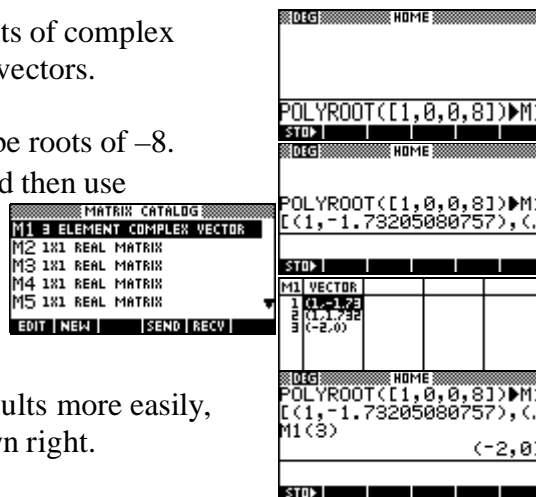 ts of complex
vectors.
be roots of –8.
d then use
ults more easily,
n right.
DEG HOME
POLYROOT([1,0,0,8])▶M1
STO▶
DEG HOME
POLYROOT([1,0,0,8])▶M1
[(1,-1.73205080757),(…
STO▶
MATRIX CATALOG
M1 3 ELEMENT COMPLEX VECTOR
M2 1X1 REAL MATRIX
M3 1X1 REAL MATRIX
M4 1X1 REAL MATRIX
M5 1X1 REAL MATRIX
EDIT NEW SEND RECV
M1 VECTOR
1 (1,-1.73
2 (1,1.732
3 (-2,0)
DEG HOME
POLYROOT([1,0,0,8])▶M1
[(1,-1.73205080757),(…
M1(3)
(-2,0)
STO▶